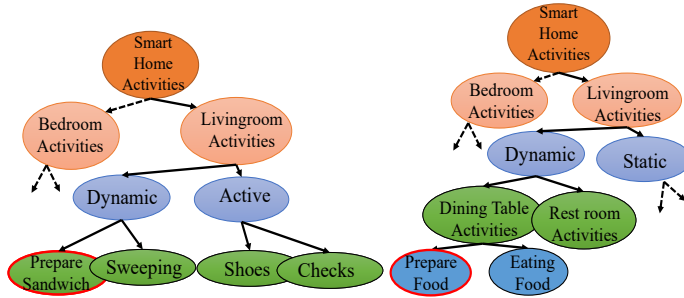 Smart
Home
Activities
Bedroom
Activities
Livingroom
Activities
Dynamic
Active
Prepare
Sandwich
Sweeping
Shoes
Checks
Smart
Home
Activities
Bedroom
Activities
Livingroom
Activities
Dynamic
Static
Dining Table
Activities
Rest room
Activities
Prepare
Food
Eating
Food